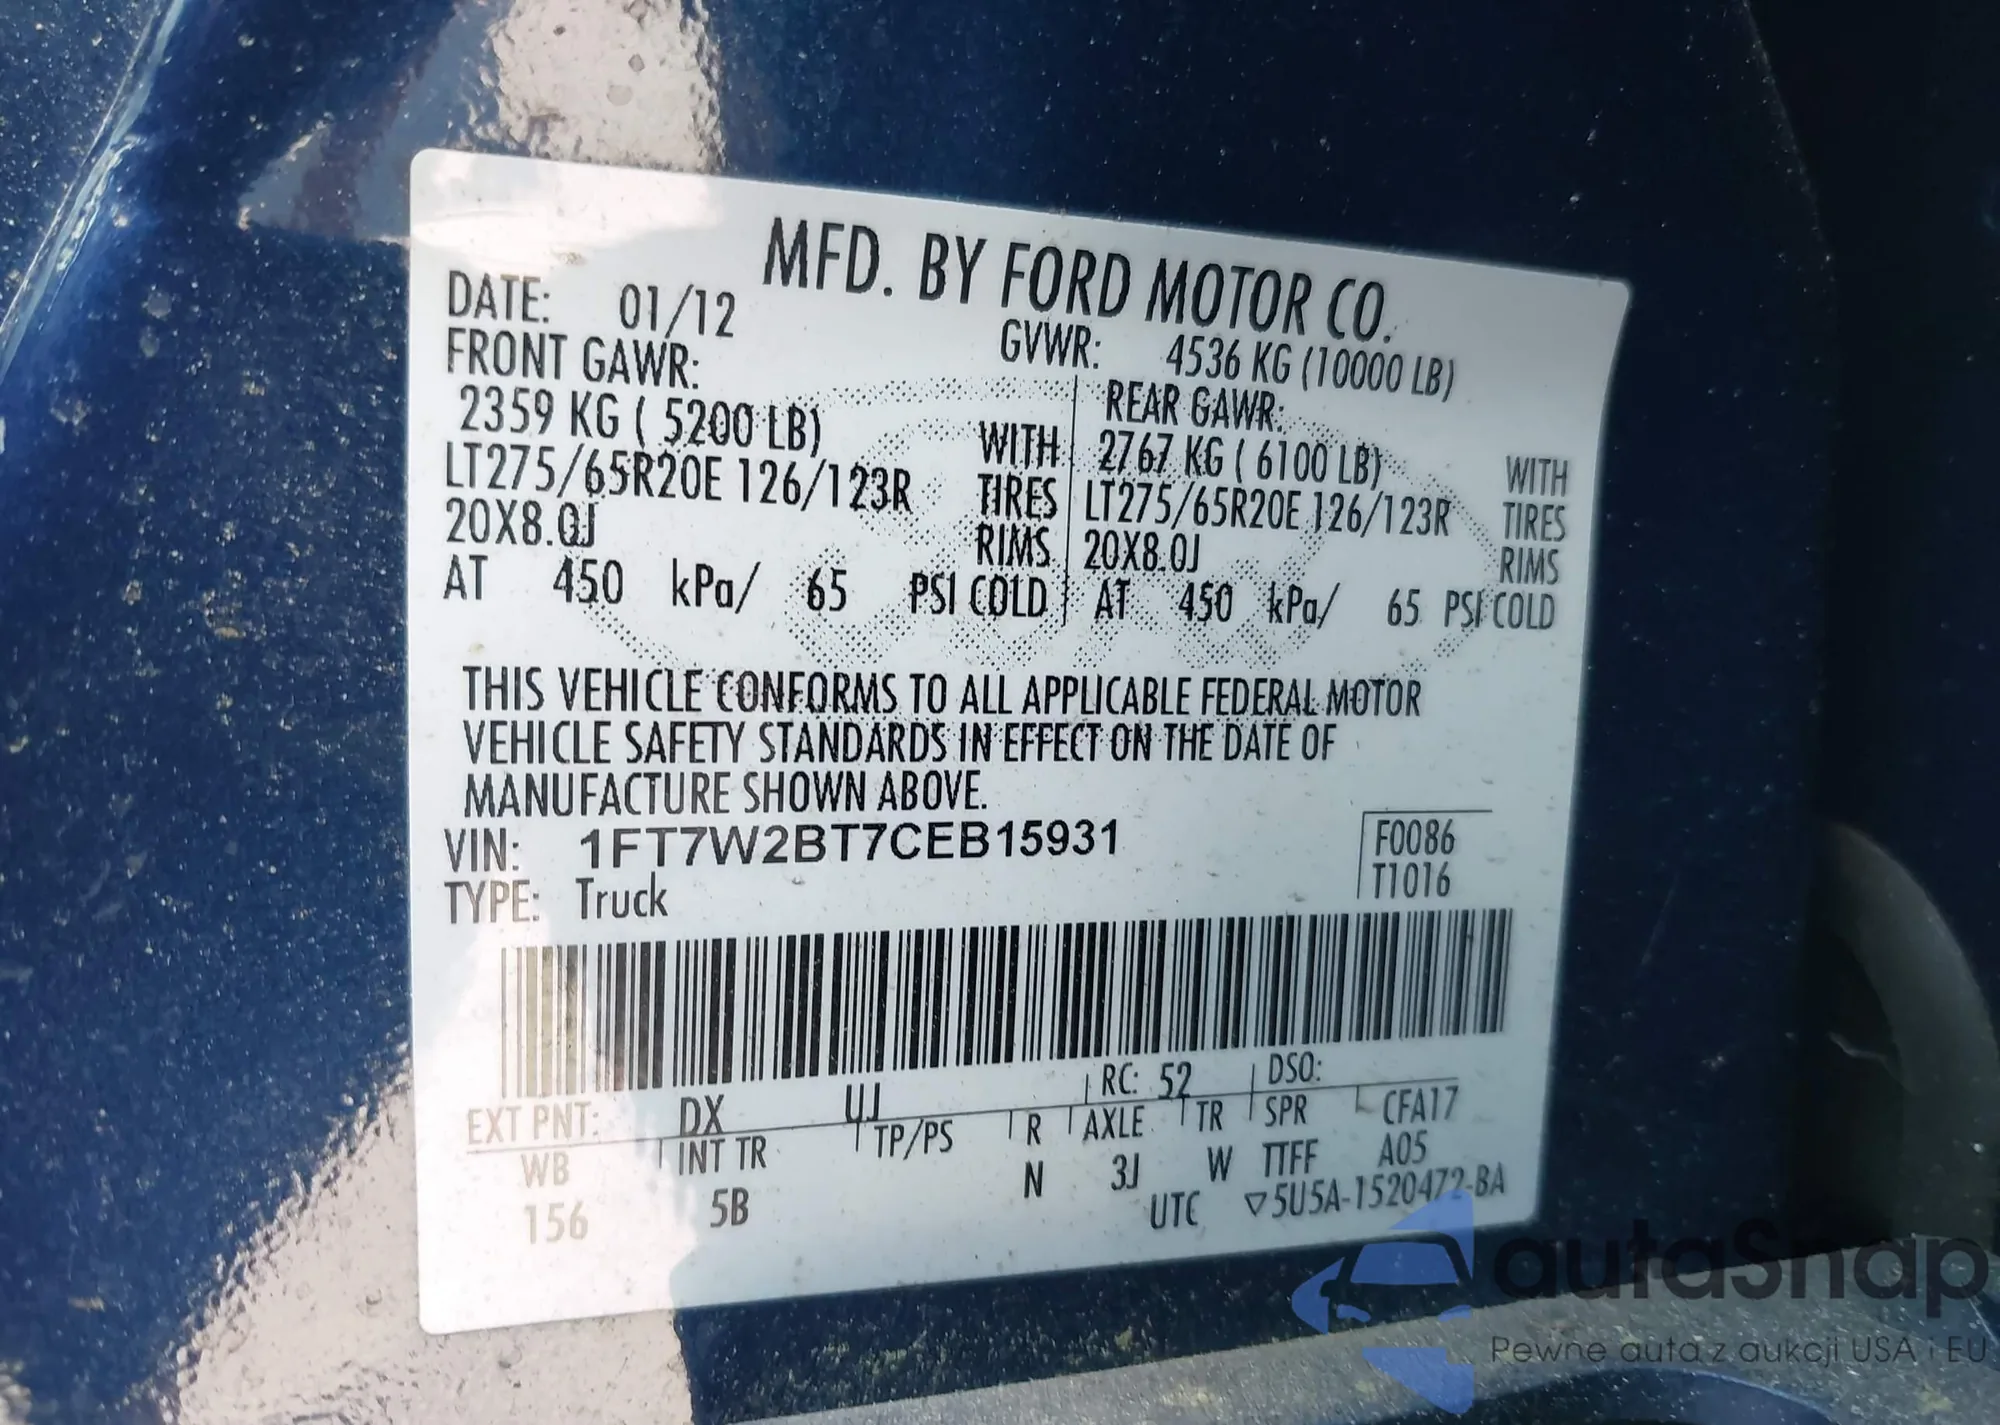 MFD. BY FORD MOTOR CO.
DATE: 01/12
GVWR: 4536 KG (10000 LB)
FRONT GAWR:
2359 KG ( 5200 LB) WITH
LT275/65R20E 126/123R TIRES
20X8.0J RIMS
AT 450 kPa/ 65 PSI COLD
REAR GAWR:
2767 KG ( 6100 LB) WITH
LT275/65R20E 126/123R TIRES
20X8.0J RIMS
AT 450 kPa/ 65 PSI COLD
THIS VEHICLE CONFORMS TO ALL APPLICABLE FEDERAL MOTOR
VEHICLE SAFETY STANDARDS IN EFFECT ON THE DATE OF
MANUFACTURE SHOWN ABOVE.
VIN: 1FT7W2BT7CEB15931
F0086
TYPE: Truck
T1016
EXT PNT: DX UJ RC: 52 DSO:
WB INT TR TP/PS R AXLE TR SPR CFA17
156 5B N 3J W TTFF A05
UTC ▽5U5A-1520472-BA
autaSnap
Pewne auta z aukcji USA i EU